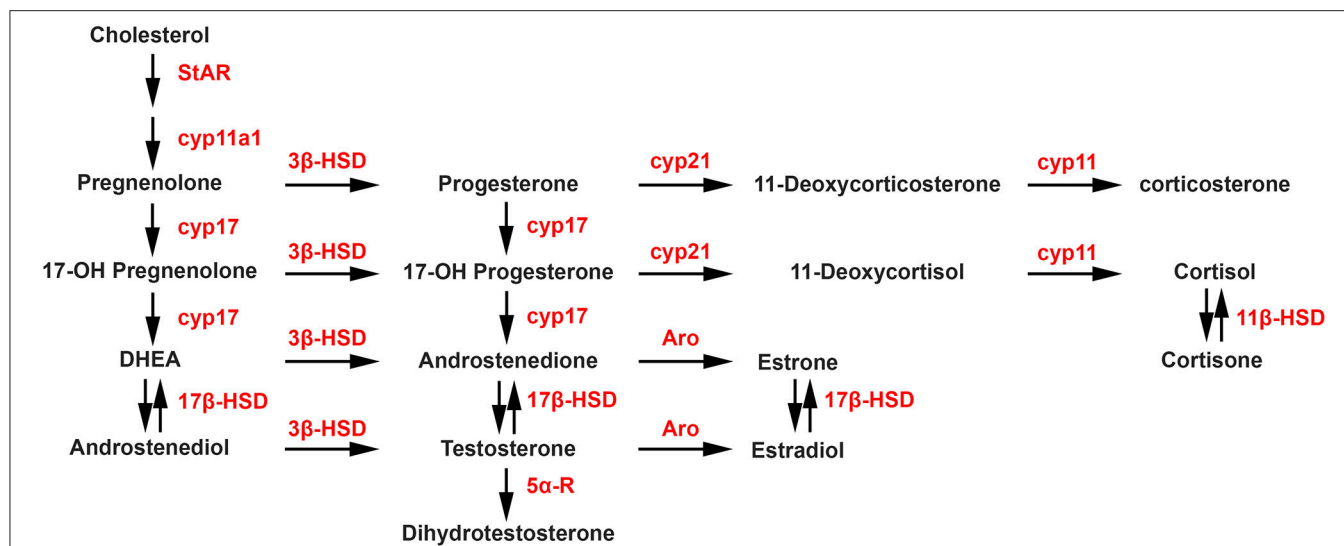 Cholesterol
StAR
cyp11a1
3β-HSD
cyp21
cyp11
Pregnenolone
Progesterone
11-Deoxycorticosterone
corticosterone
cyp17
cyp17
3β-HSD
cyp21
cyp11
17-OH Pregnenolone
17-OH Progesterone
11-Deoxycortisol
Cortisol
cyp17
3β-HSD
cyp17
Aro
11β-HSD
DHEA
Androstenedione
Estrone
Cortisone
17β-HSD
17β-HSD
17β-HSD
3β-HSD
Aro
Androstenediol
Testosterone
Estradiol
5α-R
Dihydrotestosterone